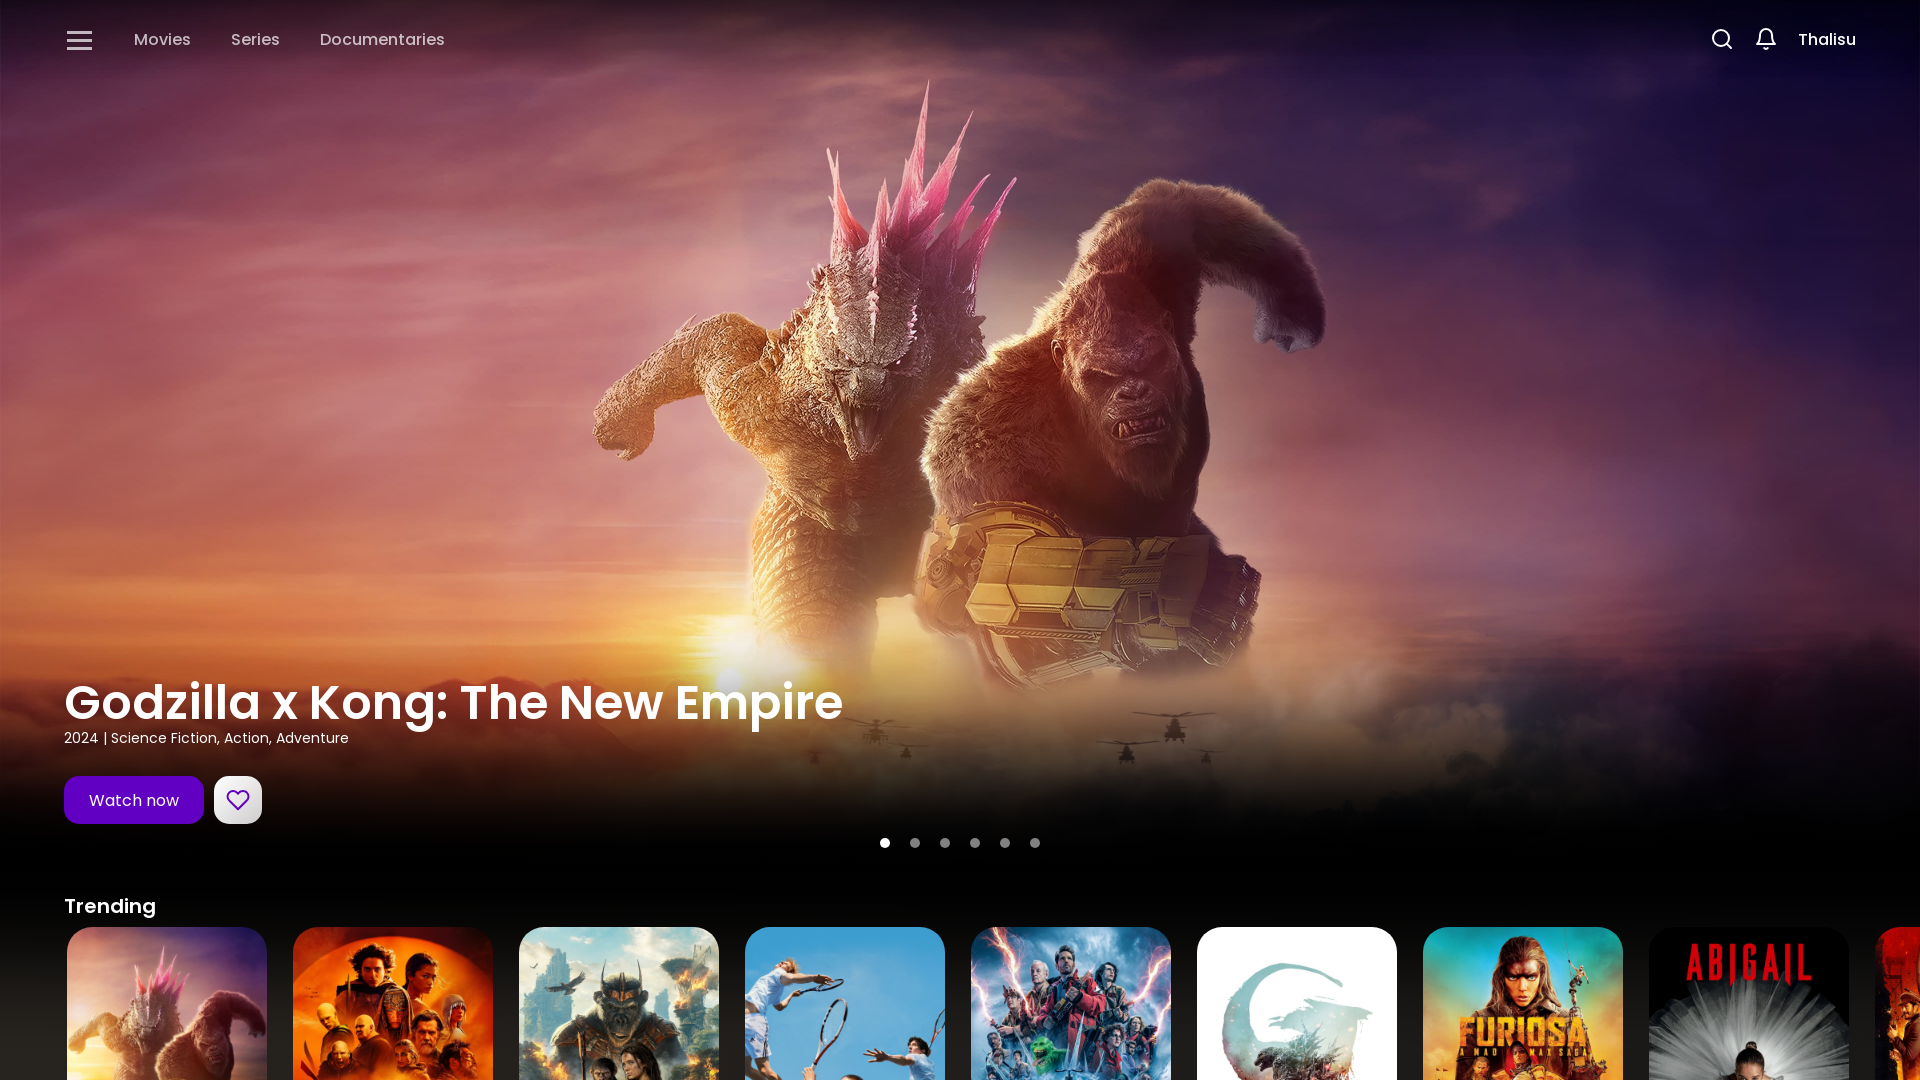 Movies
Series
Documentaries
Thalisu
Godzilla x Kong: The New Empire
2024 | Science Fiction, Action, Adventure
Watch now
Trending
FURIOSA
A MAD MAX SAGA
ABIGAIL